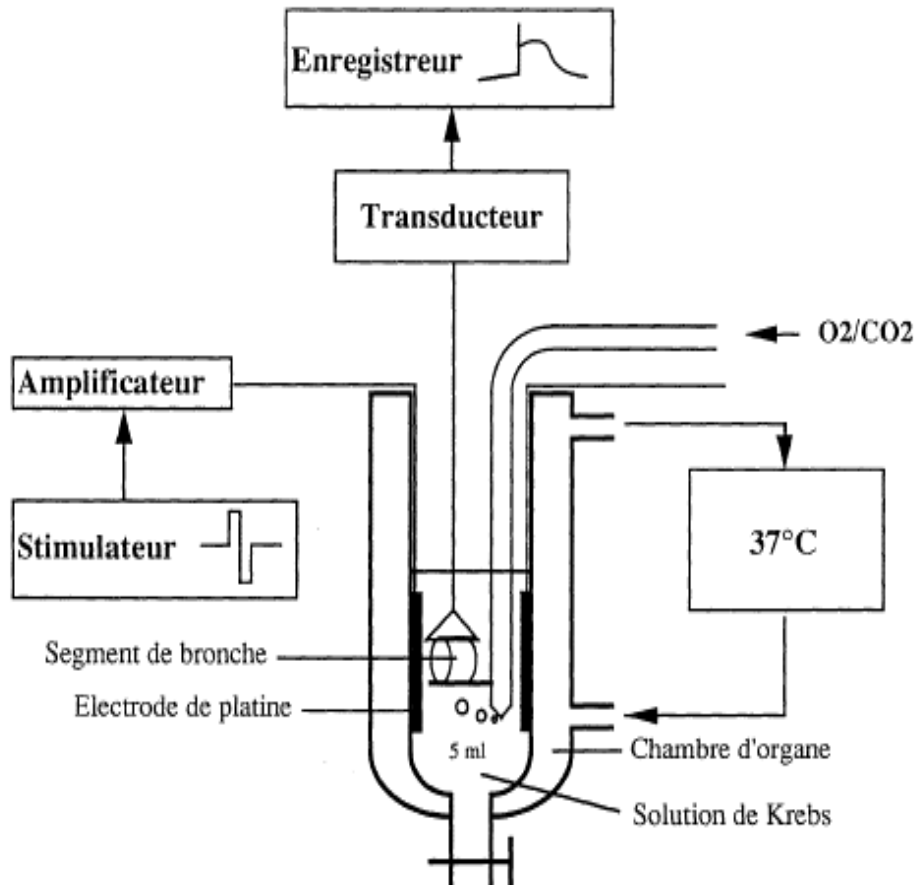 Enregistreur
Transducteur
O2/CO2
Amplificateur
Stimulateur
37°C
Segment de bronche
Electrode de platine
5 ml
Chambre d'organe
Solution de Krebs